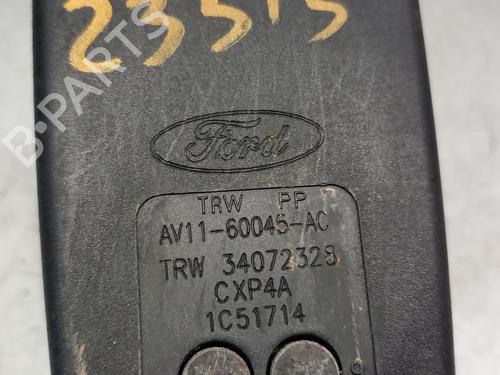 23515
B-PARTS
Ford
TRW PP
AV11-60045-AC
TRW 34072328
CXP4A
1C51714